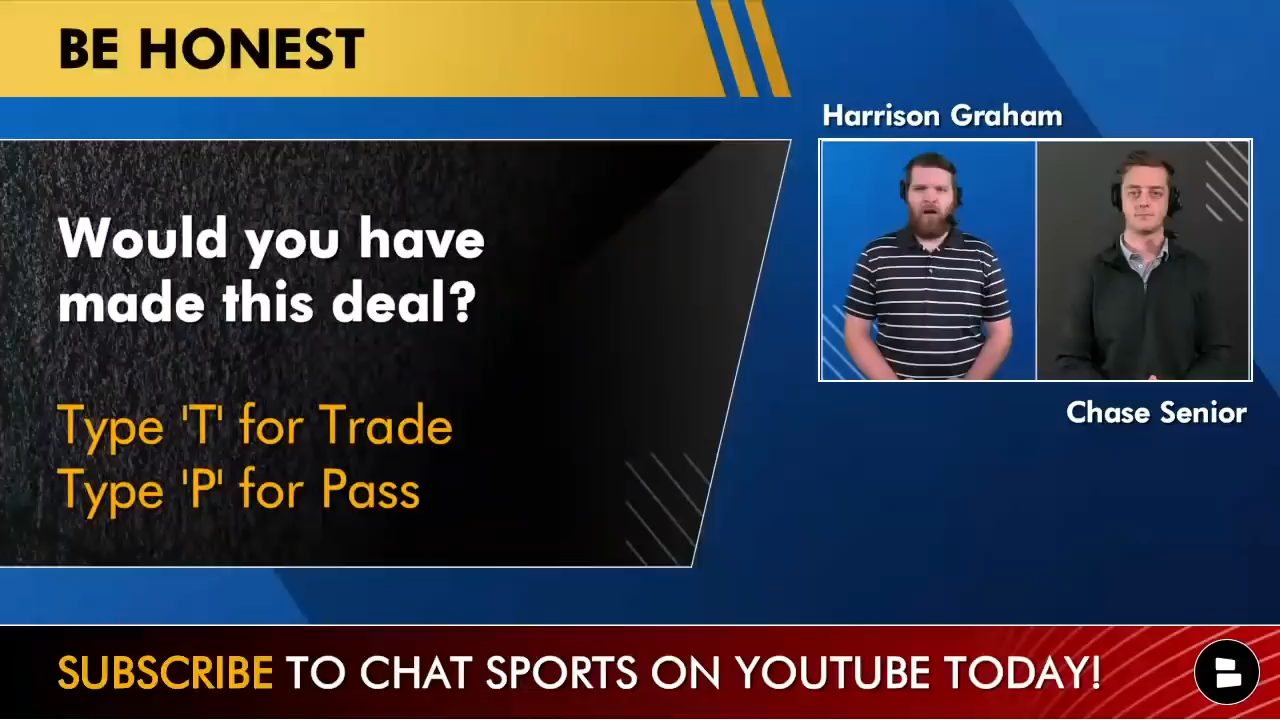 BE HONEST
Harrison Graham
Would you have
made this deal?
Type 'T' for Trade
Type 'P' for Pass
Chase Senior
SUBSCRIBE TO CHAT SPORTS ON YOUTUBE TODAY!